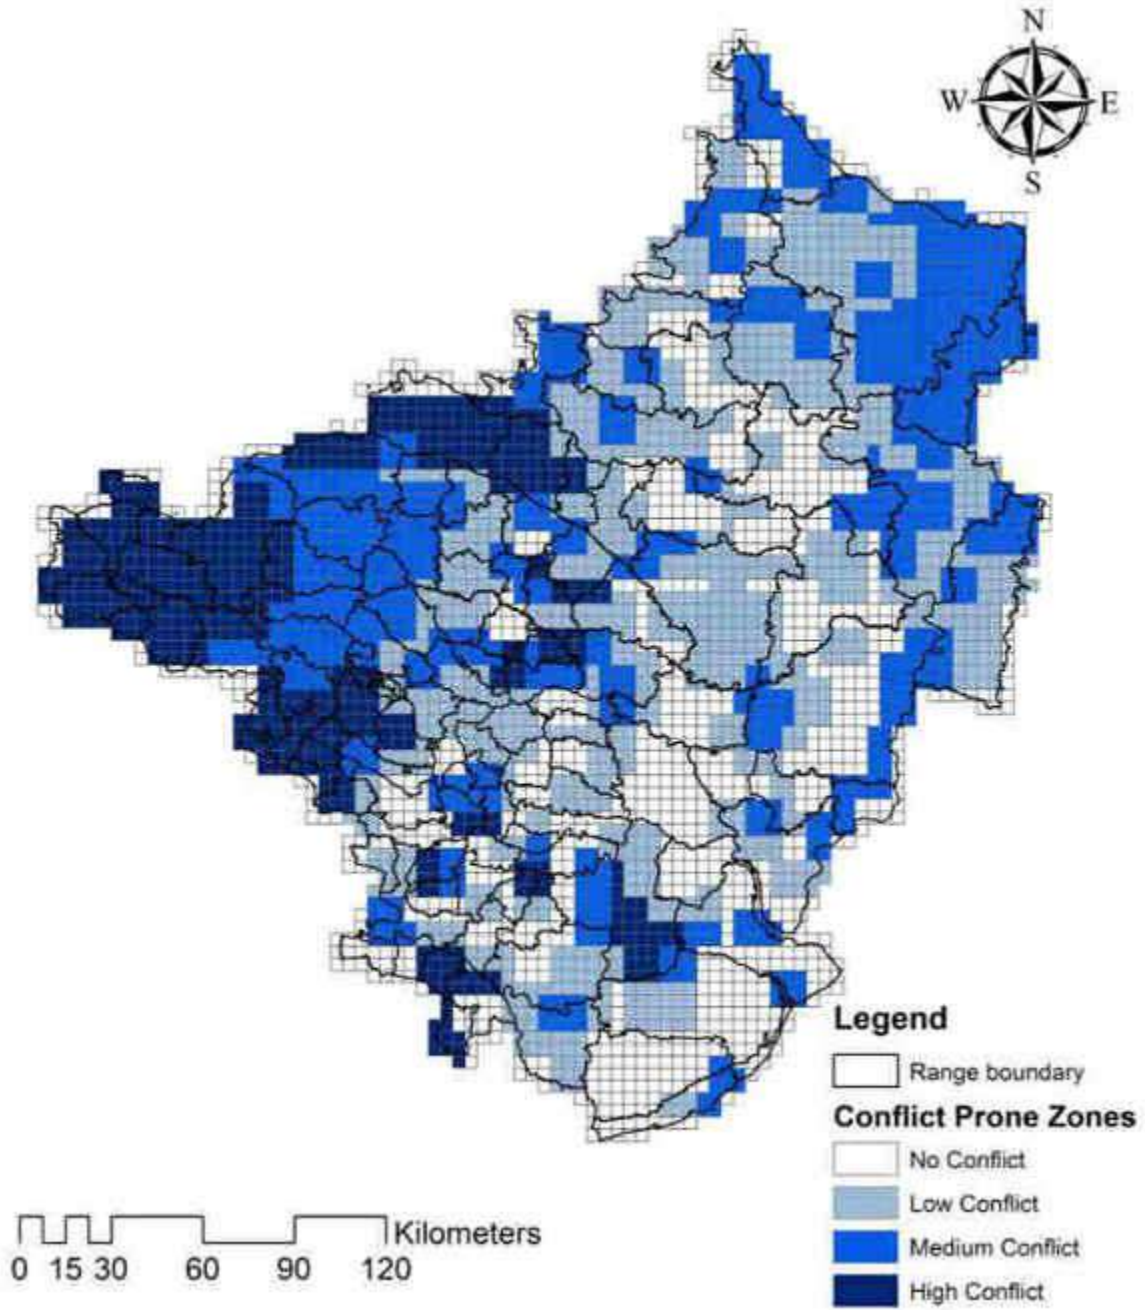 N
W E
S
Legend
Range boundary
Conflict Prone Zones
No Conflict
Low Conflict
Medium Conflict
High Conflict
Kilometers
0 15 30 60 90 120